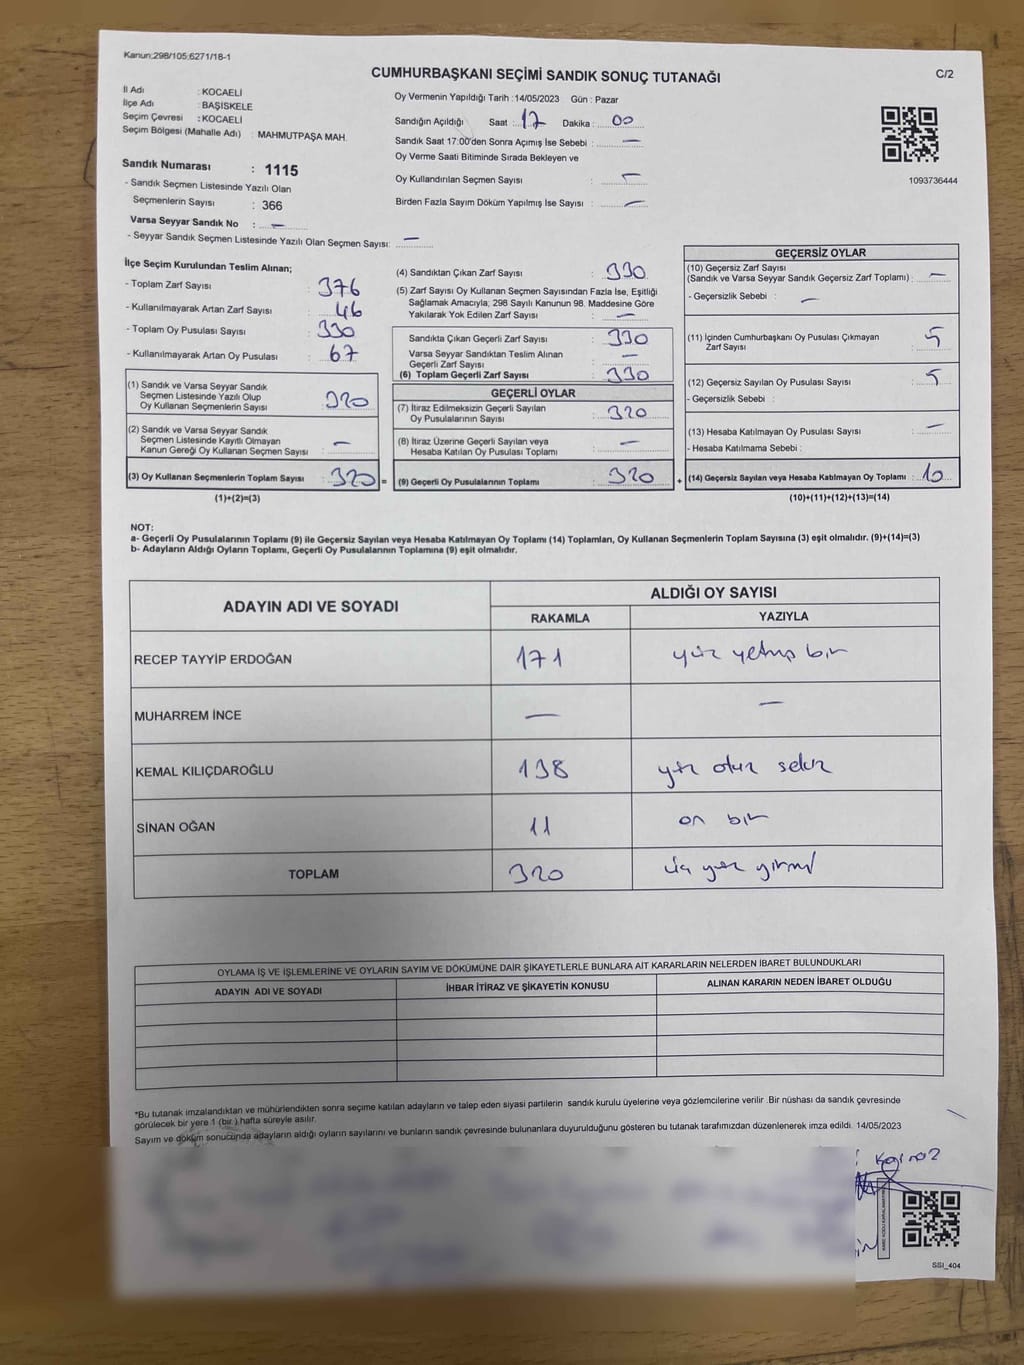 Kanun:298/105;6271/18-1
CUMHURBAŞKANI SEÇİMİ SANDIK SONUÇ TUTANAĞI
C/2
İl Adı : KOCAELİ
İlçe Adı : BAŞİSKELE
Seçim Çevresi : KOCAELİ
Seçim Bölgesi (Mahalle Adı) : MAHMUTPAŞA MAH.
Sandık Numarası : 1115
- Sandık Seçmen Listesinde Yazılı Olan
Seçmenlerin Sayısı : 366
Varsa Seyyar Sandık No : —
- Seyyar Sandık Seçmen Listesinde Yazılı Olan Seçmen Sayısı: —
Oy Vermenin Yapıldığı Tarih :14/05/2023 Gün : Pazar
Sandığın Açıldığı Saat : 17 Dakika : 00
Sandık Saat 17:00'den Sonra Açımış İse Sebebi : —
Oy Verme Saati Bitiminde Sırada Bekleyen ve
Oy Kullandırılan Seçmen Sayısı : —
Birden Fazla Sayım Döküm Yapılmış İse Sayısı : —
1093736444
İlçe Seçim Kurulundan Teslim Alınan;
- Toplam Zarf Sayısı : 376
- Kullanılmayarak Artan Zarf Sayısı : 46
- Toplam Oy Pusulası Sayısı : 330
- Kullanılmayarak Artan Oy Pusulası : 67
(1) Sandık ve Varsa Seyyar Sandık
Seçmen Listesinde Yazılı Olup
Oy Kullanan Seçmenlerin Sayısı : 320
(2) Sandık ve Varsa Seyyar Sandık
Seçmen Listesinde Kayıtlı Olmayan
Kanun Gereği Oy Kullanan Seçmen Sayısı : —
(3) Oy Kullanan Seçmenlerin Toplam Sayısı : 320 =
(1)+(2)=(3)
(4) Sandıktan Çıkan Zarf Sayısı : 330
(5) Zarf Sayısı Oy Kullanan Seçmen Sayısından Fazla İse, Eşitliği
Sağlamak Amacıyla; 298 Sayılı Kanunun 98. Maddesine Göre
Yakılarak Yok Edilen Zarf Sayısı : —
Sandıkta Çıkan Geçerli Zarf Sayısı : 330
Varsa Seyyar Sandıktan Teslim Alınan
Geçerli Zarf Sayısı : —
(6) Toplam Geçerli Zarf Sayısı : 330
GEÇERLİ OYLAR
(7) İtiraz Edilmeksizin Geçerli Sayılan
Oy Pusulalarının Sayısı : 320
(8) İtiraz Üzerine Geçerli Sayılan veya
Hesaba Katılan Oy Pusulası Toplamı : —
(9) Geçerli Oy Pusulalarının Toplamı : 320 +
GEÇERSİZ OYLAR
(10) Geçersiz Zarf Sayısı
(Sandık ve Varsa Seyyar Sandık Geçersiz Zarf Toplamı) : —
- Geçersizlik Sebebi : —
(11) İçinden Cumhurbaşkanı Oy Pusulası Çıkmayan
Zarf Sayısı : 5
(12) Geçersiz Sayılan Oy Pusulası Sayısı : 5
- Geçersizlik Sebebi :
(13) Hesaba Katılmayan Oy Pusulası Sayısı : —
- Hesaba Katılmama Sebebi :
(14) Geçersiz Sayılan veya Hesaba Katılmayan Oy Toplamı : 10
(10)+(11)+(12)+(13)=(14)
NOT:
a- Geçerli Oy Pusulalarının Toplamı (9) ile Geçersiz Sayılan veya Hesaba Katılmayan Oy Toplamı (14) Toplamları, Oy Kullanan Seçmenlerin Toplam Sayısına (3) eşit olmalıdır. (9)+(14)=(3)
b- Adayların Aldığı Oyların Toplamı, Geçerli Oy Pusulalarının Toplamına (9) eşit olmalıdır.
ADAYIN ADI VE SOYADI
ALDIĞI OY SAYISI
RAKAMLA YAZIYLA
RECEP TAYYİP ERDOĞAN 171 yüz yetmiş bir
MUHARREM İNCE — —
KEMAL KILIÇDAROĞLU 138 yüz otuz sekiz
SİNAN OĞAN 11 on bir
TOPLAM 320 üç yüz yirmi
OYLAMA İŞ VE İŞLEMLERİNE VE OYLARIN SAYIM VE DÖKÜMÜNE DAİR ŞİKAYETLERLE BUNLARA AİT KARARLARIN NELERDEN İBARET BULUNDUKLARI
ADAYIN ADI VE SOYADI İHBAR İTİRAZ VE ŞİKAYETİN KONUSU ALINAN KARARIN NEDEN İBARET OLDUĞU
*Bu tutanak imzalandıktan ve mühürlendikten sonra seçime katılan adayların ve talep eden siyasi partilerin sandık kurulu üyelerine veya gözlemcilerine verilir .Bir nüshası da sandık çevresinde
görülecek bir yere 1 (bir ) hafta süreyle asılır.
Sayım ve döküm sonucunda adayların aldığı oyların sayılarını ve bunların sandık çevresinde bulunanlara duyurulduğunu gösteren bu tutanak tarafımızdan düzenlenerek imza edildi. 14/05/2023
SSI_404